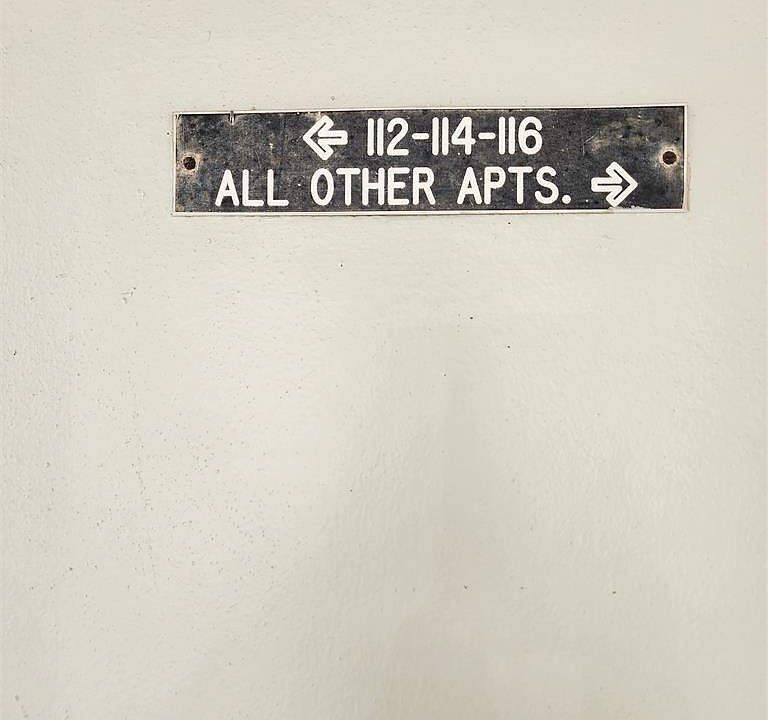 ← 112-114-116
ALL OTHER APTS. →